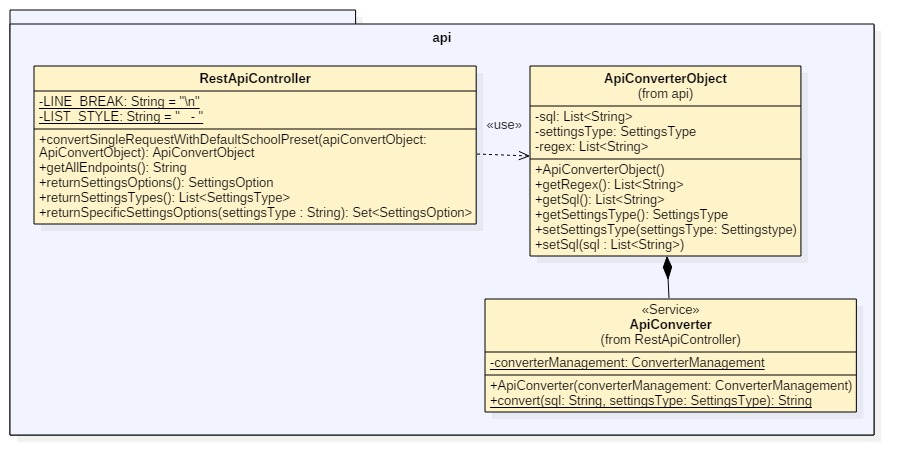 api
RestApiController
-LINE_BREAK: String = "\n"
-LIST_STYLE: String = "   - "
+convertSingleRequestWithDefaultSchoolPreset(apiConvertObject:
ApiConvertObject): ApiConvertObject
+getAllEndpoints(): String
+returnSettingsOptions(): SettingsOption
+returnSettingsTypes(): List<SettingsType>
+returnSpecificSettingsOptions(settingsType : String): Set<SettingsOption>
«use»
ApiConverterObject
(from api)
-sql: List<String>
-settingsType: SettingsType
-regex: List<String>
+ApiConverterObject()
+getRegex(): List<String>
+getSql(): List<String>
+getSettingsType(): SettingsType
+setSettingsType(settingsType: Settingstype)
+setSql(sql : List<String>)
«Service»
ApiConverter
(from RestApiController)
-converterManagement: ConverterManagement
+ApiConverter(converterManagement: ConverterManagement)
+convert(sql: String, settingsType: SettingsType): String